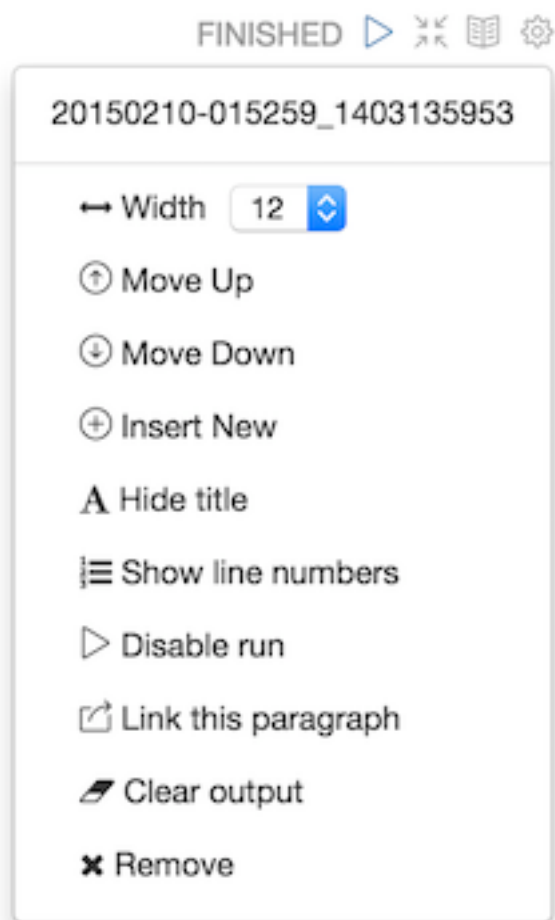 FINISHED
20150210-015259_1403135953
Width 12
Move Up
Move Down
Insert New
Hide title
Show line numbers
Disable run
Link this paragraph
Clear output
Remove